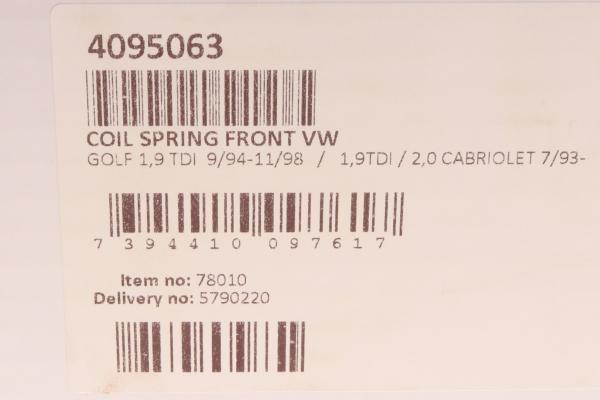 4095063
COIL SPRING FRONT VW
GOLF 1,9 TDI 9/94-11/98 / 1,9TDI / 2,0 CABRIOLET 7/93-
7 394410 097617
Item no: 78010
Delivery no: 5790220